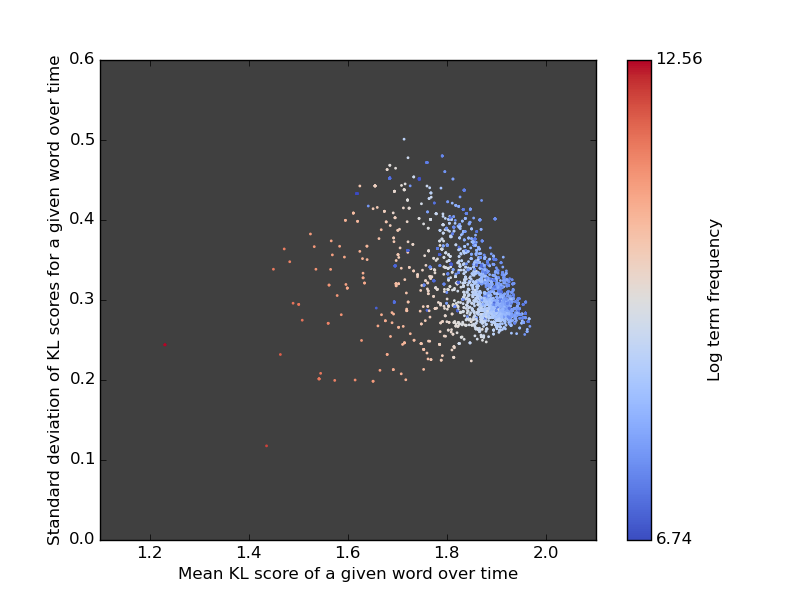 Standard deviation of KL scores for a given word over time
0.6
0.5
0.4
0.3
0.2
0.1
0.0
1.2 1.4 1.6 1.8 2.0
Mean KL score of a given word over time
12.56
6.74
Log term frequency